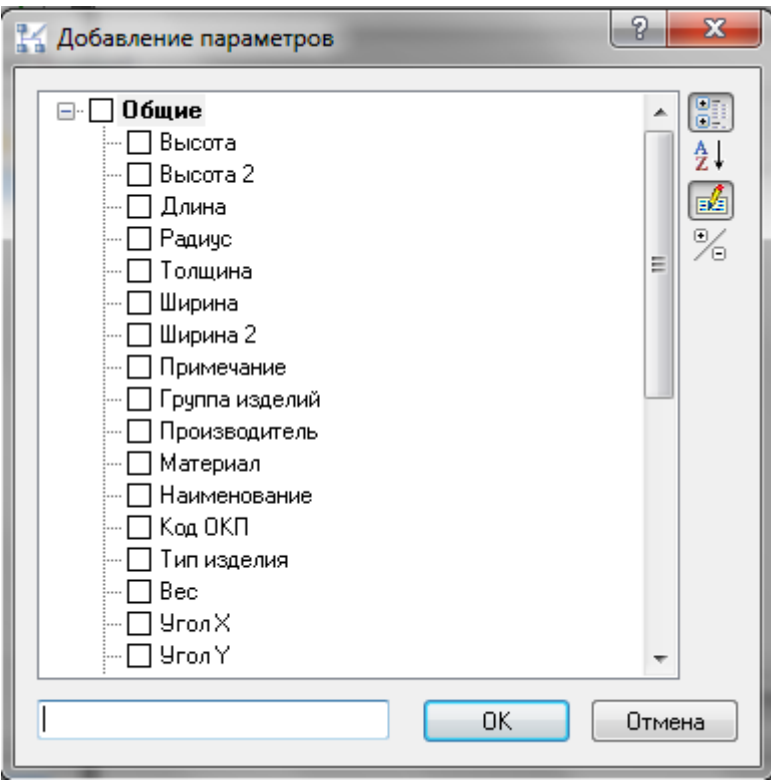 Добавление параметров
Общие
Высота
Высота 2
Длина
Радиус
Толщина
Ширина
Ширина 2
Примечание
Группа изделий
Производитель
Материал
Наименование
Код ОКП
Тип изделия
Вес
Угол X
Угол Y
OK
Отмена